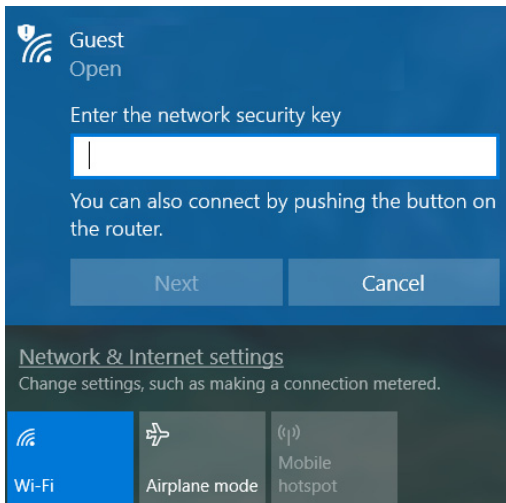 Guest
Open
Enter the network security key
You can also connect by pushing the button on
the router.
Next
Cancel
Network & Internet settings
Change settings, such as making a connection metered.
Wi-Fi
Airplane mode
Mobile
hotspot